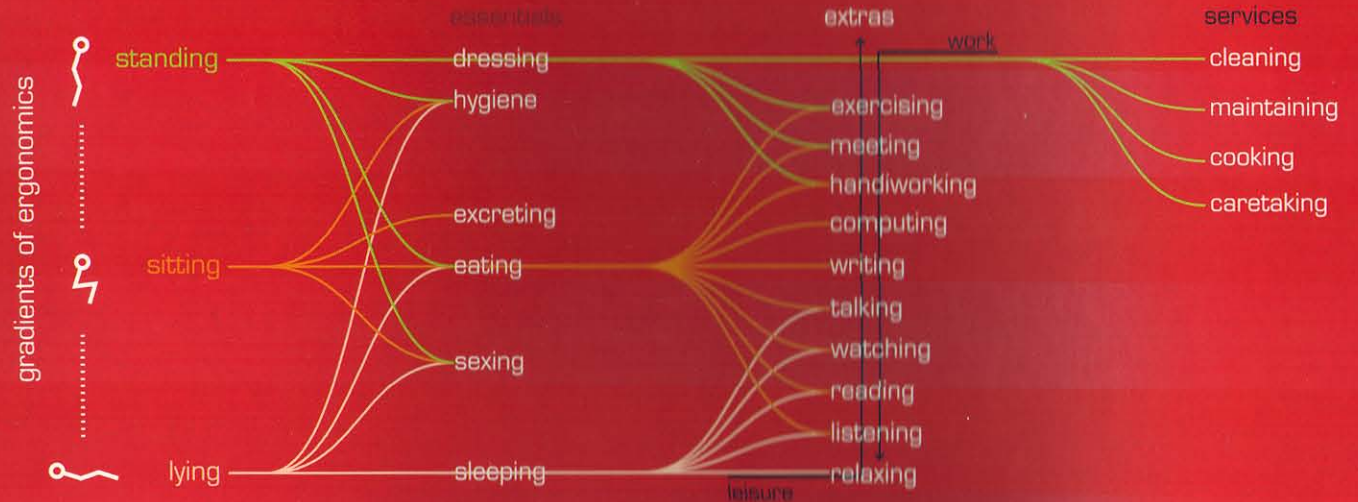 essentials
extras
services
work
standing
dressing
cleaning
hygiene
exercising
maintaining
meeting
cooking
handiworking
caretaking
excreting
computing
gradients of ergonomics
sitting
eating
writing
talking
sexing
watching
reading
listening
lying
sleeping
relaxing
leisure